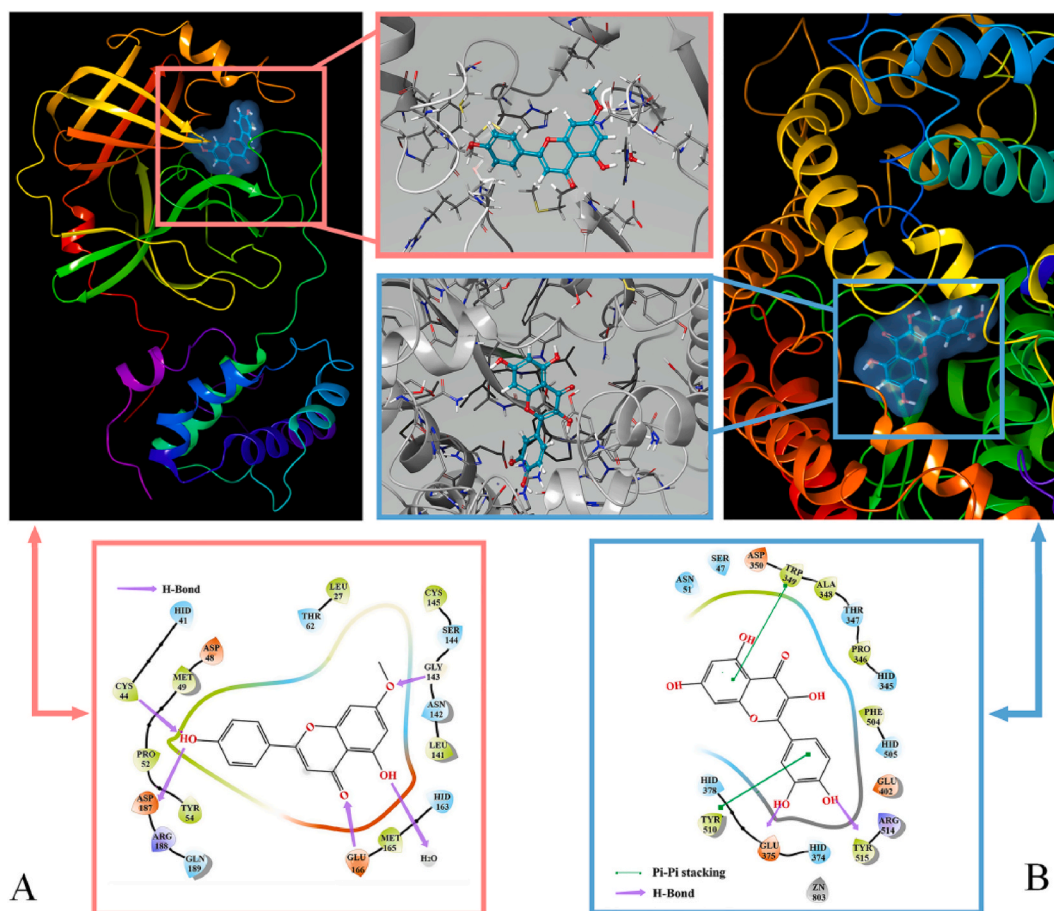 H-Bond
LEU
27
CYS
145
HID
41
THR
62
SER
144
ASP
48
MET
49
GLY
143
CYS
44
ASN
142
HO
O
LEU
141
PRO
52
OH
ASP
187
TYR
54
O
O
HID
163
ARG
188
MET
165
GLN
189
GLU
166
H₂O
A
SER
47
ASP
350
TRP
349
ASN
51
ALA
348
THR
347
OH
O
PRO
346
HO
O
OH
HID
345
PHE
504
HID
505
HID
378
GLU
402
OH
OH
TYR
510
ARG
514
GLU
375
HID
374
TYR
515
Pi-Pi stacking
ZN
803
H-Bond
B